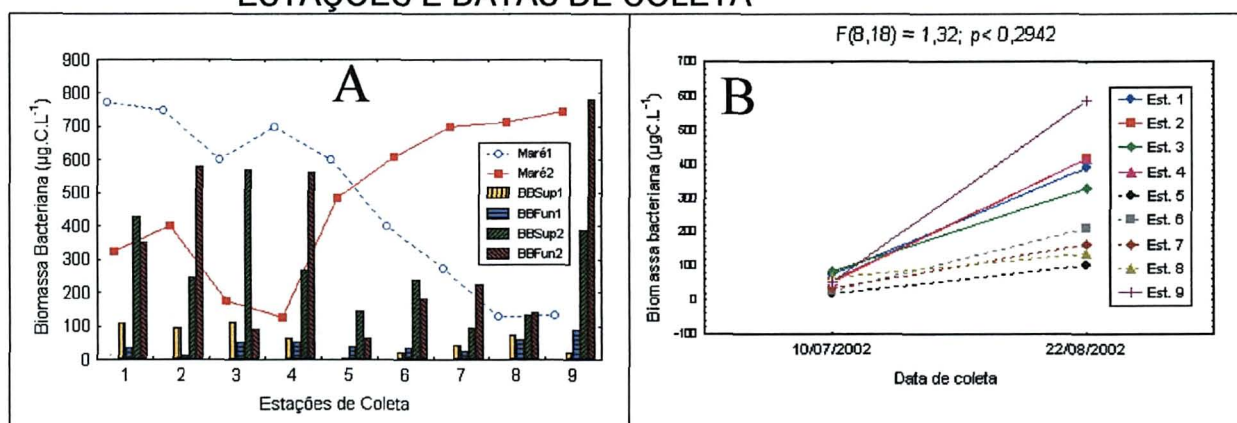 ESTAÇÕES E DATAS DE COLETA
A
Biomassa Bacteriana (µg.C.L⁻¹)
900
800
700
600
500
400
300
200
100
0
1 2 3 4 5 6 7 8 9
Estações de Coleta
Maré1
Maré2
BBSup1
BBFun1
BBSup2
BBFun2
F(8,18) = 1,32; p< 0,2942
B
Biomassa bacteriana (µgC.L⁻¹)
700
600
500
400
300
200
100
0
-100
10/07/2002 22/08/2002
Data de coleta
Est. 1
Est. 2
Est. 3
Est. 4
Est. 5
Est. 6
Est. 7
Est. 8
Est. 9